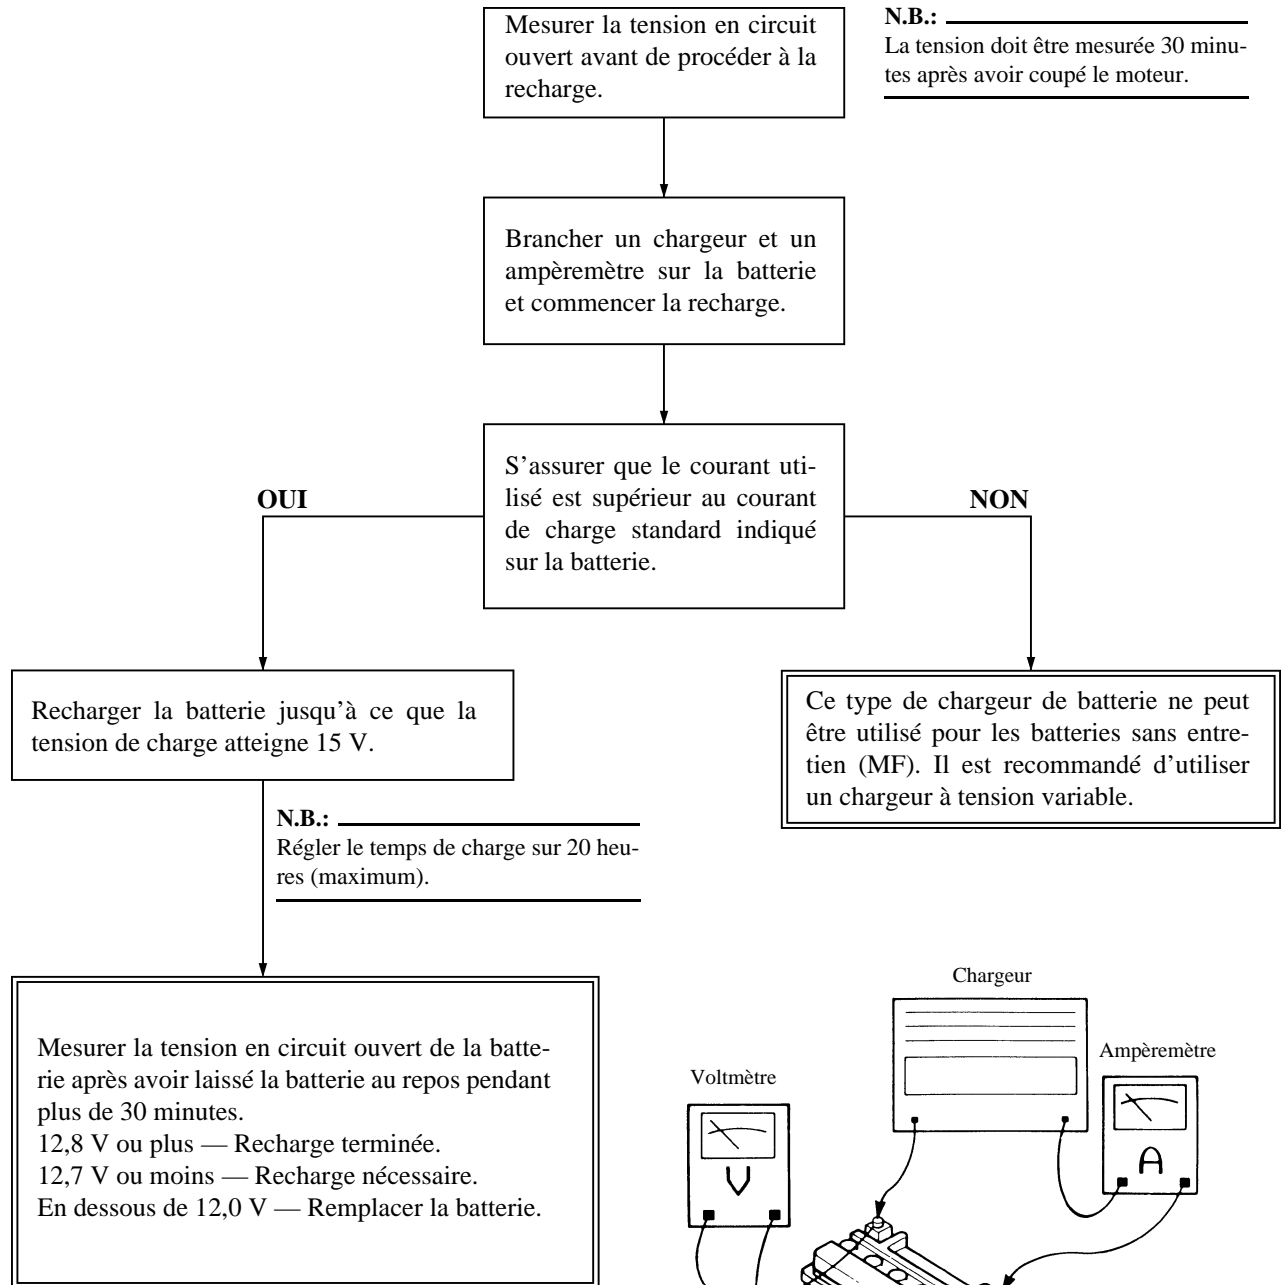 Mesurer la tension en circuit
ouvert avant de procéder à la
recharge.
N.B.:
La tension doit être mesurée 30 minu-
tes après avoir coupé le moteur.
Brancher un chargeur et un
ampèremètre sur la batterie
et commencer la recharge.
S’assurer que le courant uti-
lisé est supérieur au courant
de charge standard indiqué
sur la batterie.
OUI
NON
Recharger la batterie jusqu’à ce que la
tension de charge atteigne 15 V.
Ce type de chargeur de batterie ne peut
être utilisé pour les batteries sans entre-
tien (MF). Il est recommandé d’utiliser
un chargeur à tension variable.
N.B.:
Régler le temps de charge sur 20 heu-
res (maximum).
Mesurer la tension en circuit ouvert de la batte-
rie après avoir laissé la batterie au repos pendant
plus de 30 minutes.
12,8 V ou plus — Recharge terminée.
12,7 V ou moins — Recharge nécessaire.
En dessous de 12,0 V — Remplacer la batterie.
Chargeur
Ampèremètre
Voltmètre
A
V